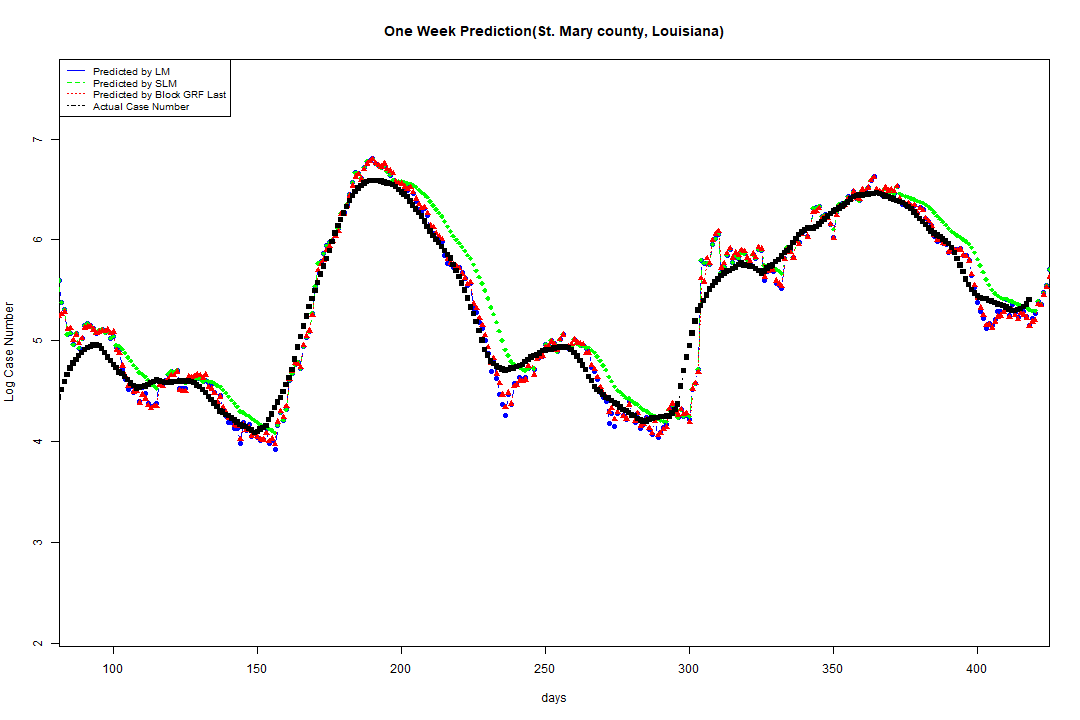 One Week Prediction(St. Mary county, Louisiana)
Predicted by LM
Predicted by SLM
Predicted by Block GRF Last
Actual Case Number
7
6
5
4
3
2
Log Case Number
100 150 200 250 300 350 400
days